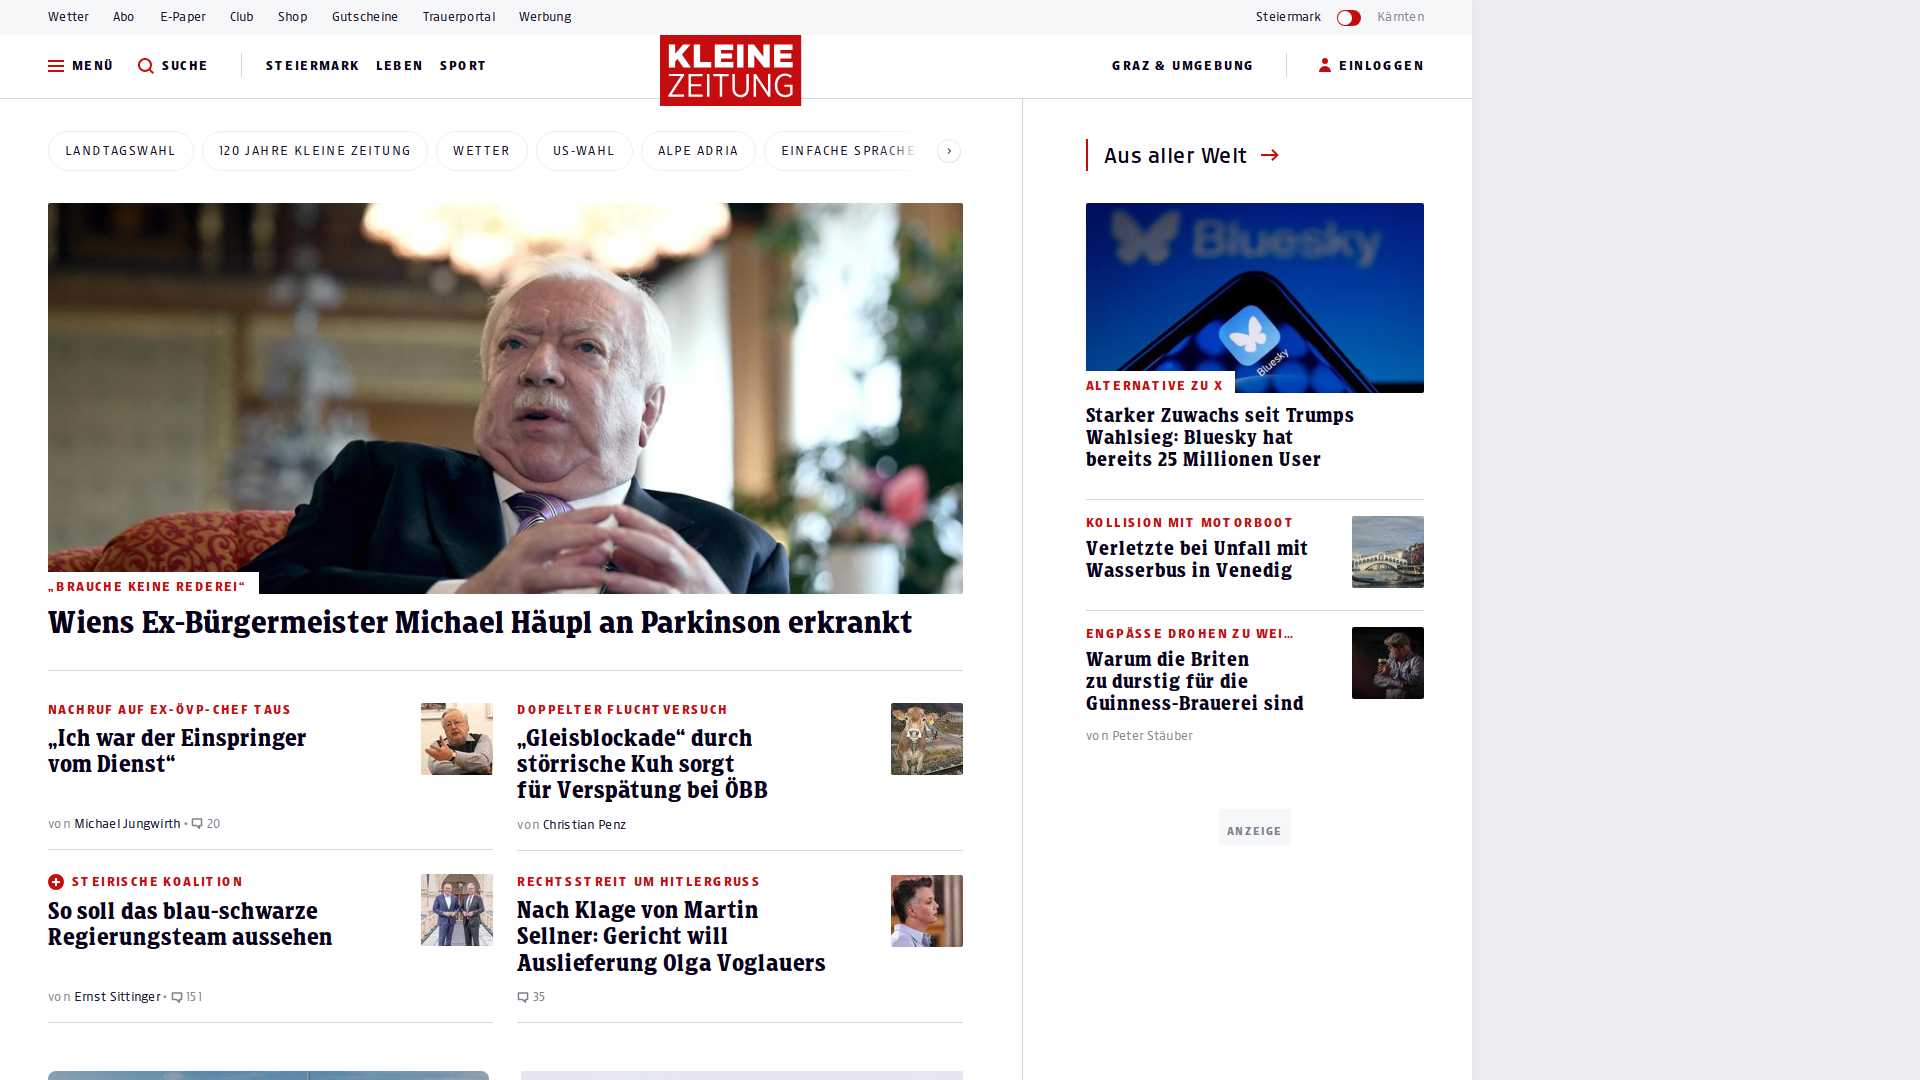 Wetter Abo E-Paper Club Shop Gutscheine Trauerportal Werbung Steiermark Kärnten
MENÜ SUCHE STEIERMARK LEBEN SPORT KLEINE ZEITUNG GRAZ & UMGEBUNG EINLOGGEN
LANDTAGSWAHL 120 JAHRE KLEINE ZEITUNG WETTER US-WAHL ALPE ADRIA EINFACHE SPRACHE
„BRAUCHE KEINE REDEREI“
Wiens Ex-Bürgermeister Michael Häupl an Parkinson erkrankt
NACHRUF AUF EX-ÖVP-CHEF TAUS
„Ich war der Einspringer
vom Dienst“
von Michael Jungwirth • 20
DOPPELTER FLUCHTVERSUCH
„Gleisblockade“ durch
störrische Kuh sorgt
für Verspätung bei ÖBB
von Christian Penz
STEIRISCHE KOALITION
So soll das blau-schwarze
Regierungsteam aussehen
von Ernst Sittinger • 151
RECHTSSTREIT UM HITLERGRUSS
Nach Klage von Martin
Sellner: Gericht will
Auslieferung Olga Voglauers
35
Aus aller Welt
Bluesky
Bluesky
ALTERNATIVE ZU X
Starker Zuwachs seit Trumps
Wahlsieg: Bluesky hat
bereits 25 Millionen User
KOLLISION MIT MOTORBOOT
Verletzte bei Unfall mit
Wasserbus in Venedig
ENGPÄSSE DROHEN ZU WEI…
Warum die Briten
zu durstig für die
Guinness-Brauerei sind
von Peter Stäuber
ANZEIGE